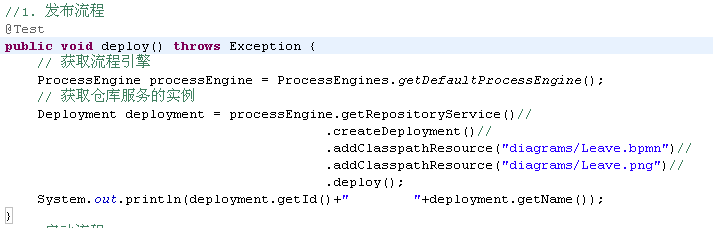 //1. 发布流程
@Test
public void deploy() throws Exception {
    // 获取流程引擎
    ProcessEngine processEngine = ProcessEngines.getDefaultProcessEngine();
    // 获取仓库服务的实例
    Deployment deployment = processEngine.getRepositoryService()//
                                        .createDeployment()//
                                        .addClasspathResource("diagrams/Leave.bpmn")//
                                        .addClasspathResource("diagrams/Leave.png")//
                                        .deploy();
    System.out.println(deployment.getId()+"        "+deployment.getName());
}